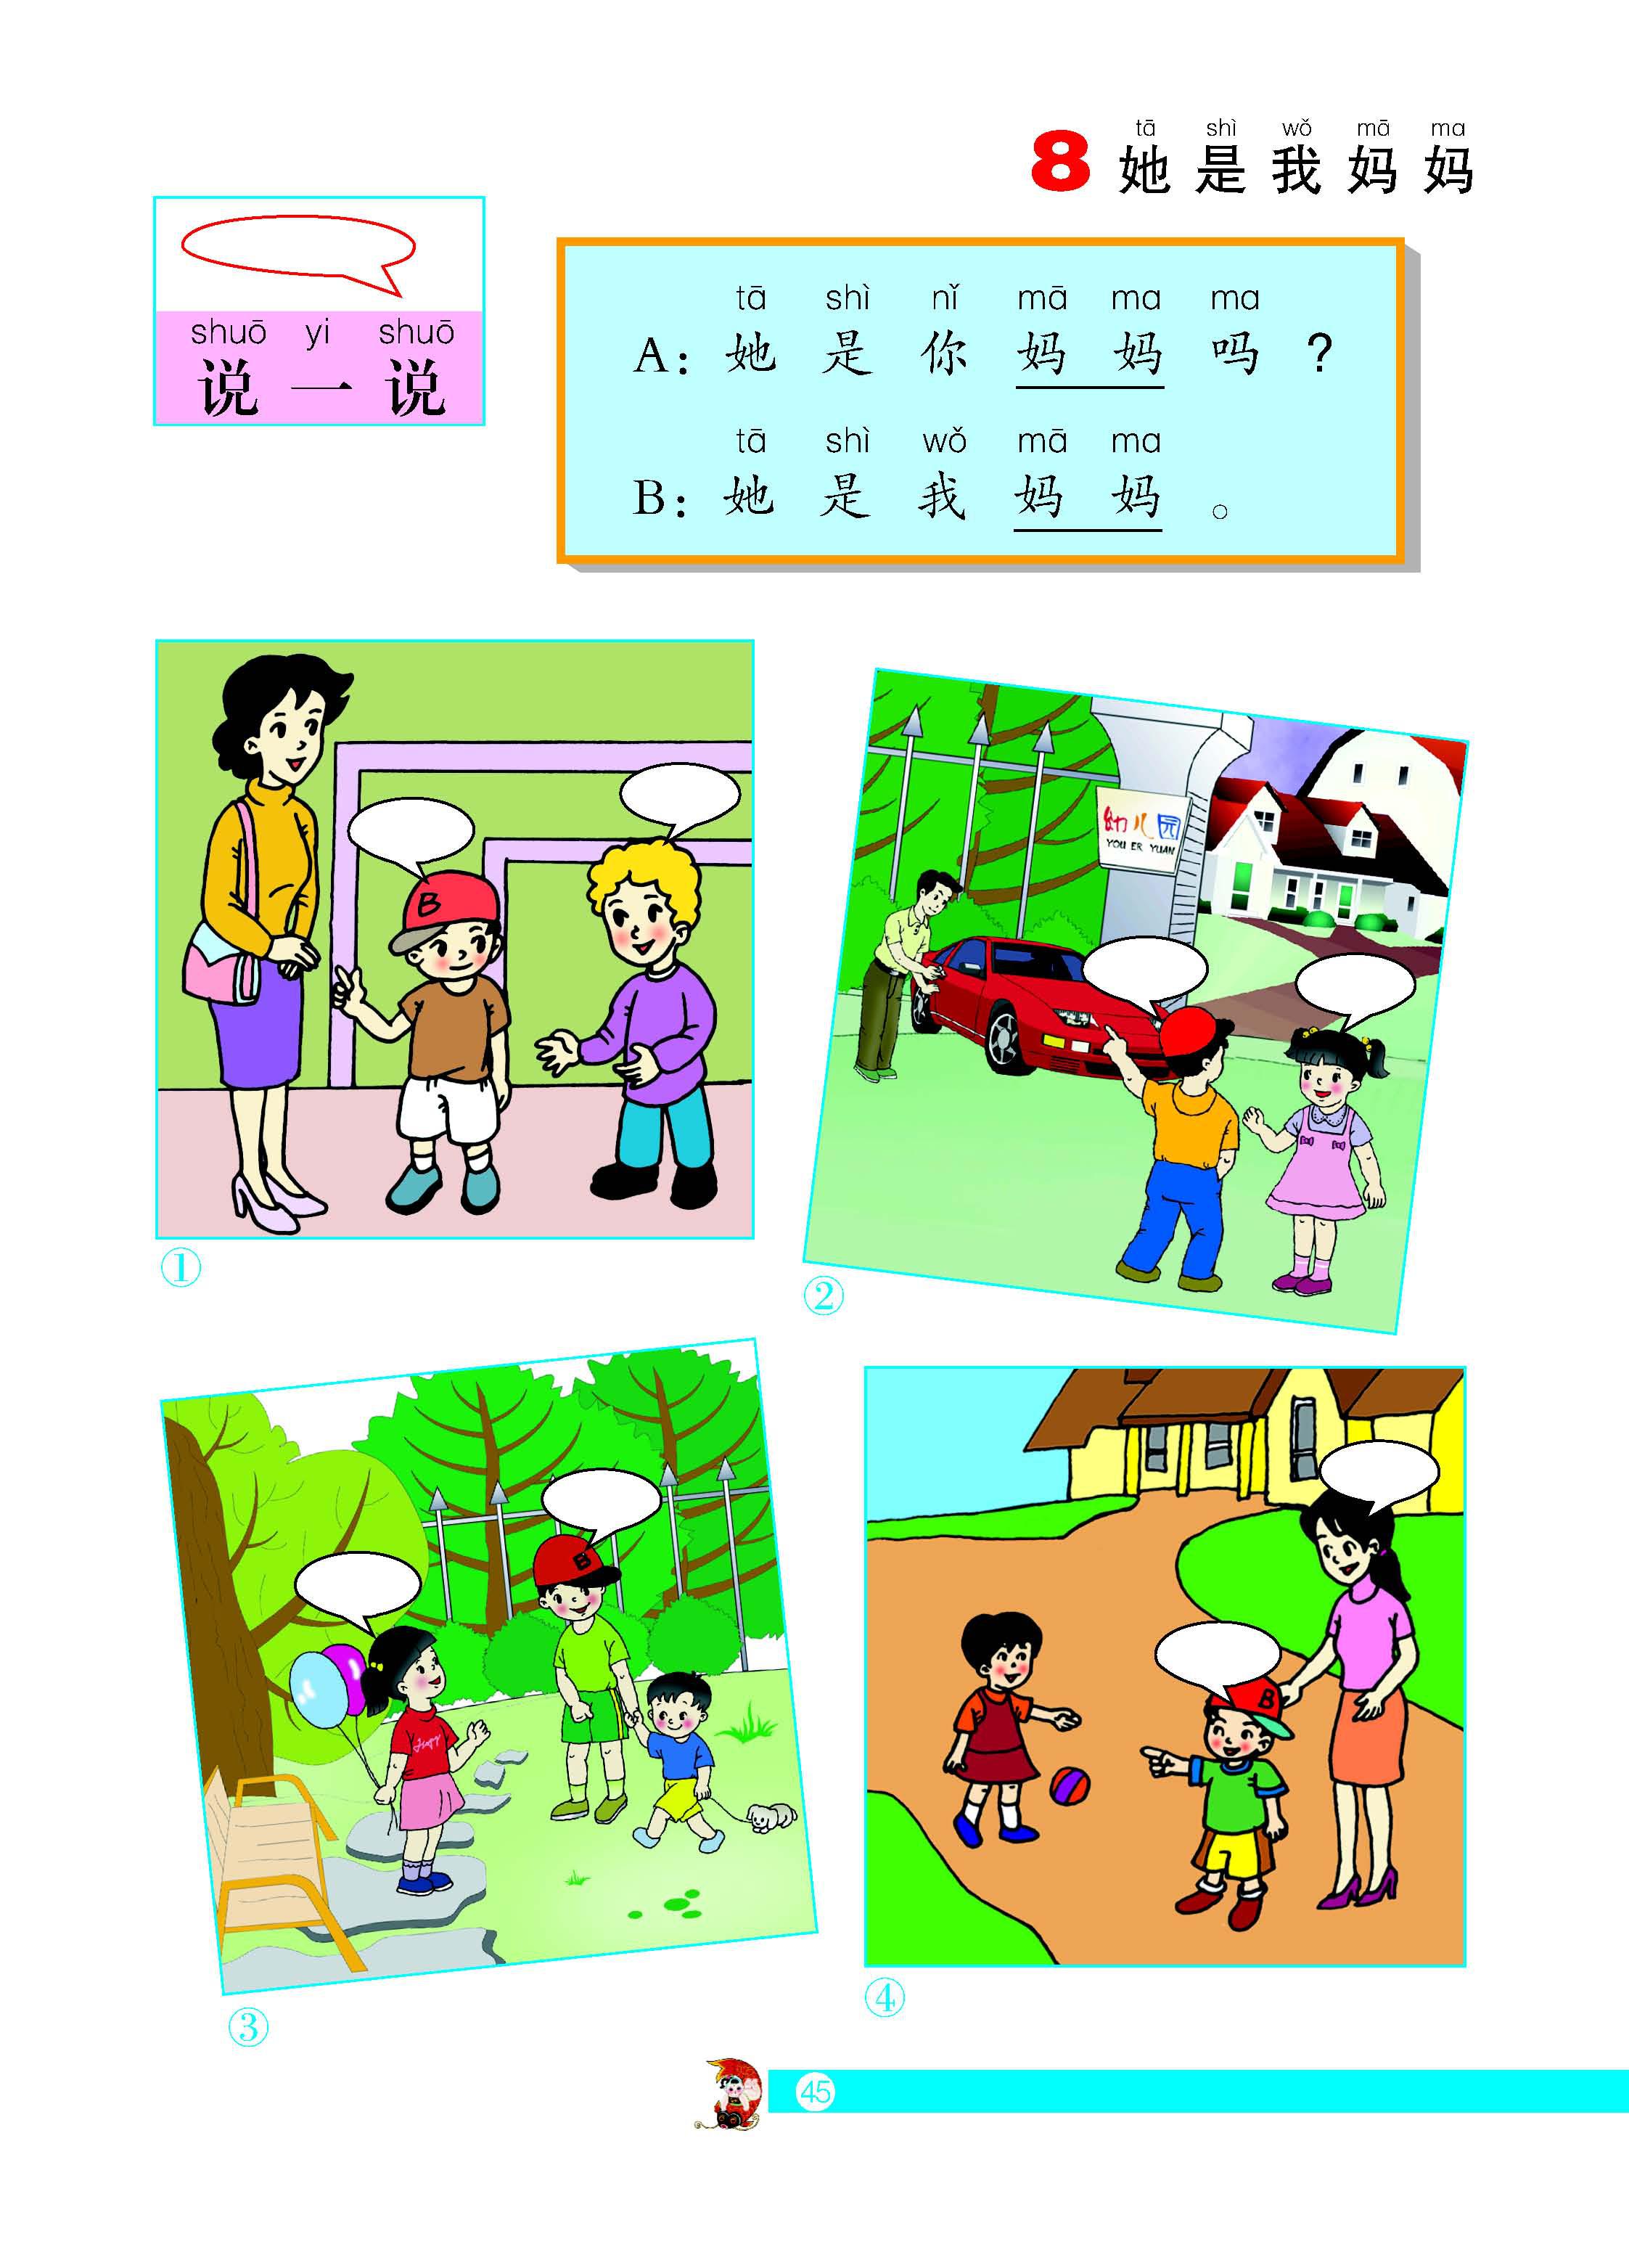 tā shì wǒ mā ma
8 她是我妈妈
shuō yi shuō
说一说
tā shì nǐ mā ma ma
A：她是你妈妈吗？
tā shì wǒ mā ma
B：她是我妈妈。
B
幼儿园
YOU ER YUAN
①
②
B
Happy
B
③
④
45